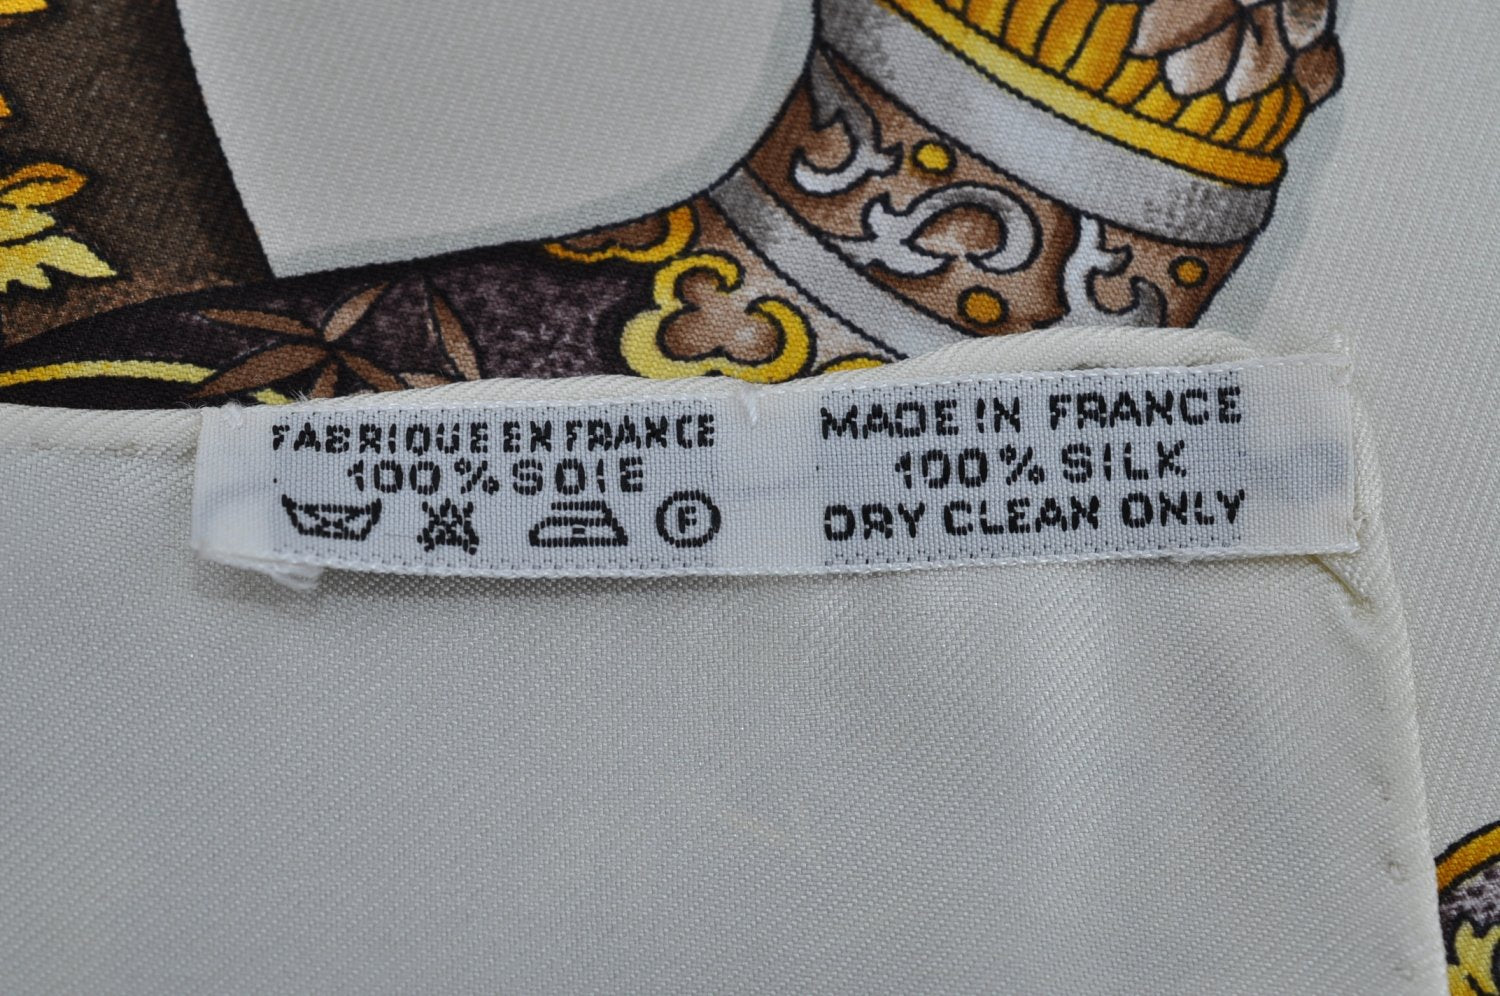 FABRIQUE EN FRANCE
100% SOIE
F
MADE IN FRANCE
100% SILK
DRY CLEAN ONLY